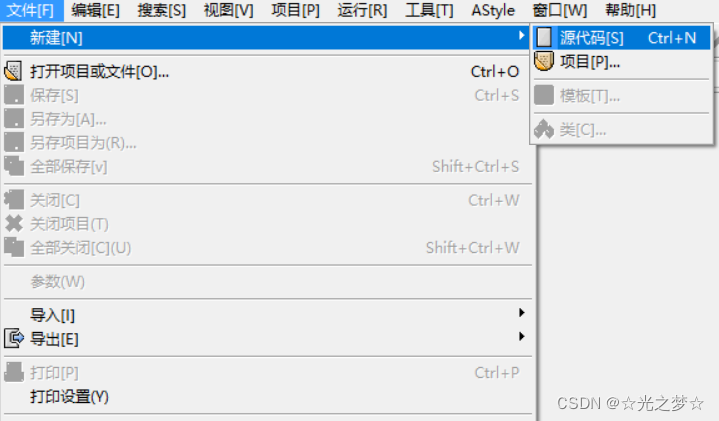 文件[F] 编辑[E] 搜索[S] 视图[V] 项目[P] 运行[R] 工具[T] AStyle 窗口[W] 帮助[H]
新建[N]
源代码[S] Ctrl+N
项目[P]...
模板[T]...
类[C]...
打开项目或文件[O]... Ctrl+O
保存[S] Ctrl+S
另存为[A]...
另存项目为(R)...
全部保存[v] Shift+Ctrl+S
关闭[C] Ctrl+W
关闭项目(T)
全部关闭[C](U) Shift+Ctrl+W
参数(W)
导入[I]
导出[E]
打印[P] Ctrl+P
打印设置(Y)
CSDN @☆光之梦☆